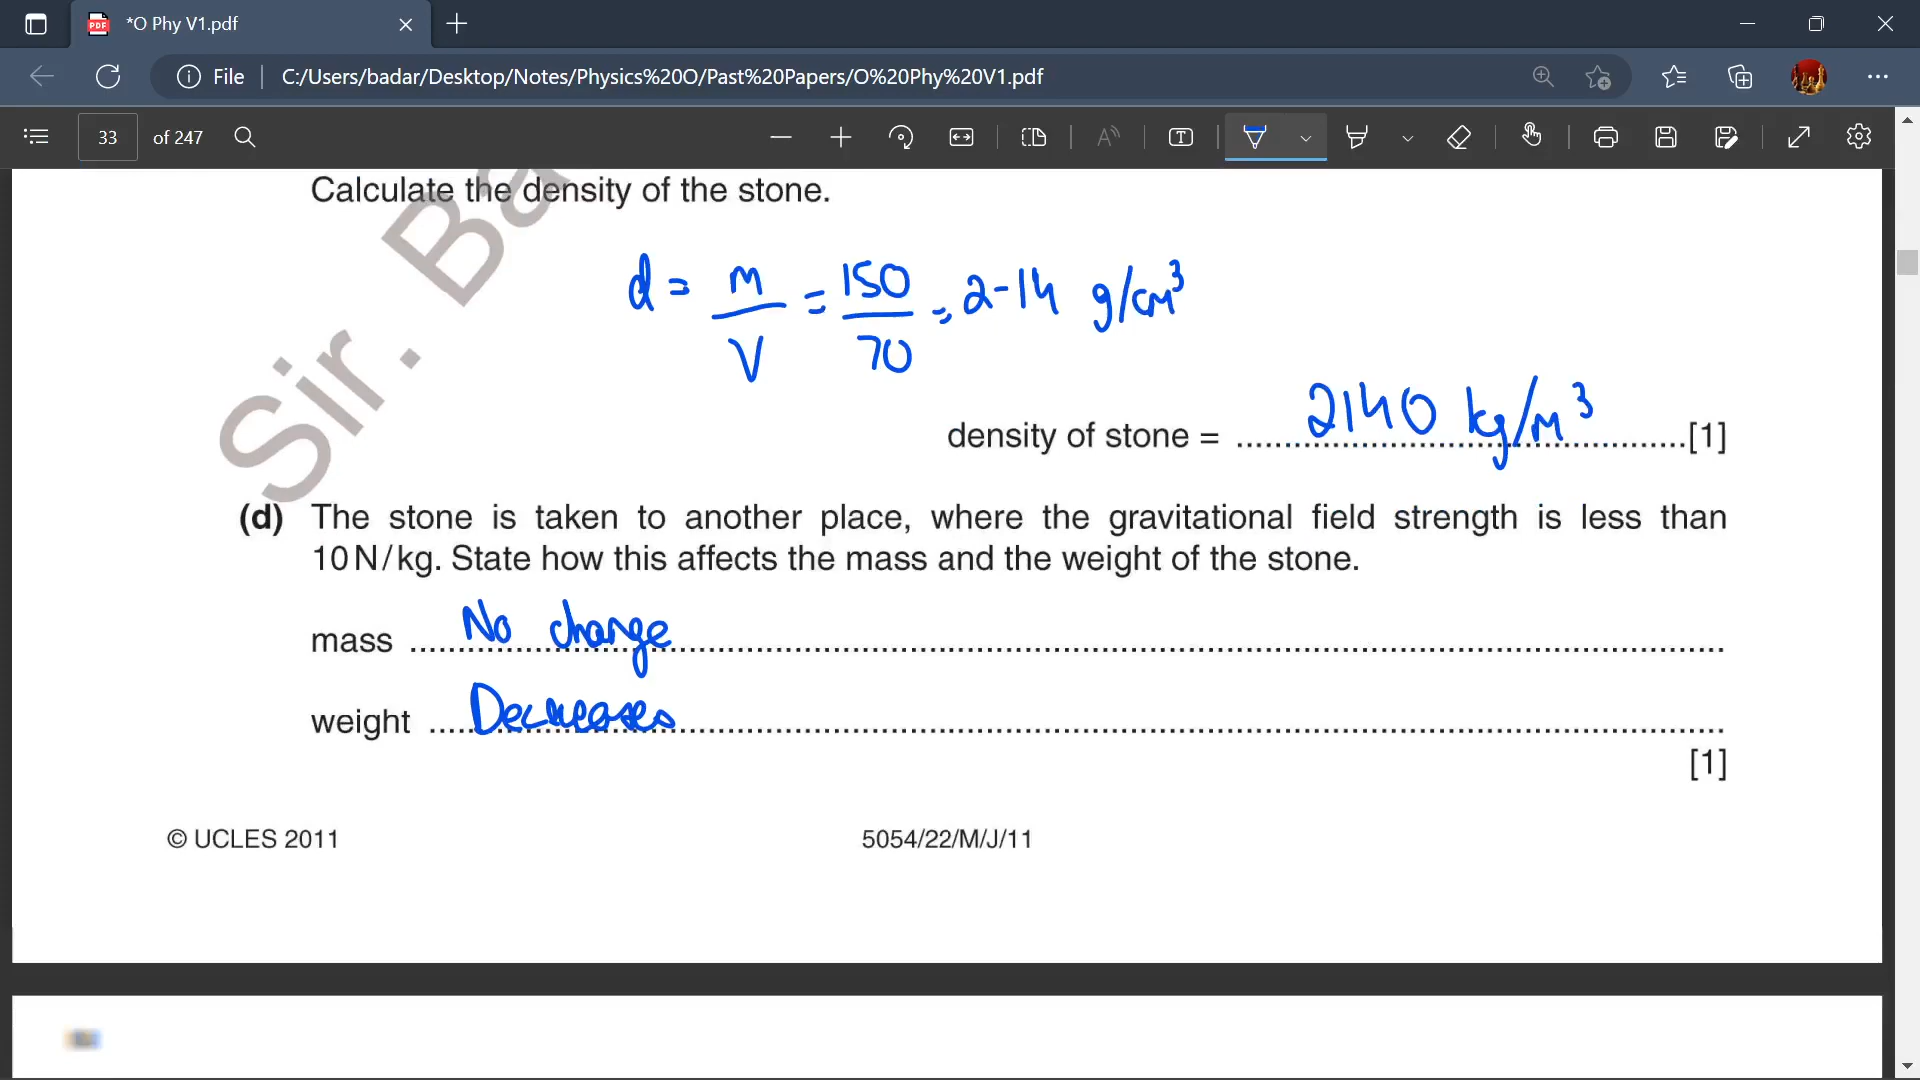 *O Phy V1.pdf
File C:/Users/badar/Desktop/Notes/Physics%20O/Past%20Papers/O%20Phy%20V1.pdf
33 of 247
Calculate the density of the stone.
d = m/V = 150/70 = 2-14 g/cm³
density of stone = 2140 kg/m³ [1]
(d) The stone is taken to another place, where the gravitational field strength is less than
10 N/kg. State how this affects the mass and the weight of the stone.
mass No change
weight Decreases
[1]
© UCLES 2011 5054/22/M/J/11
Sir. Ba